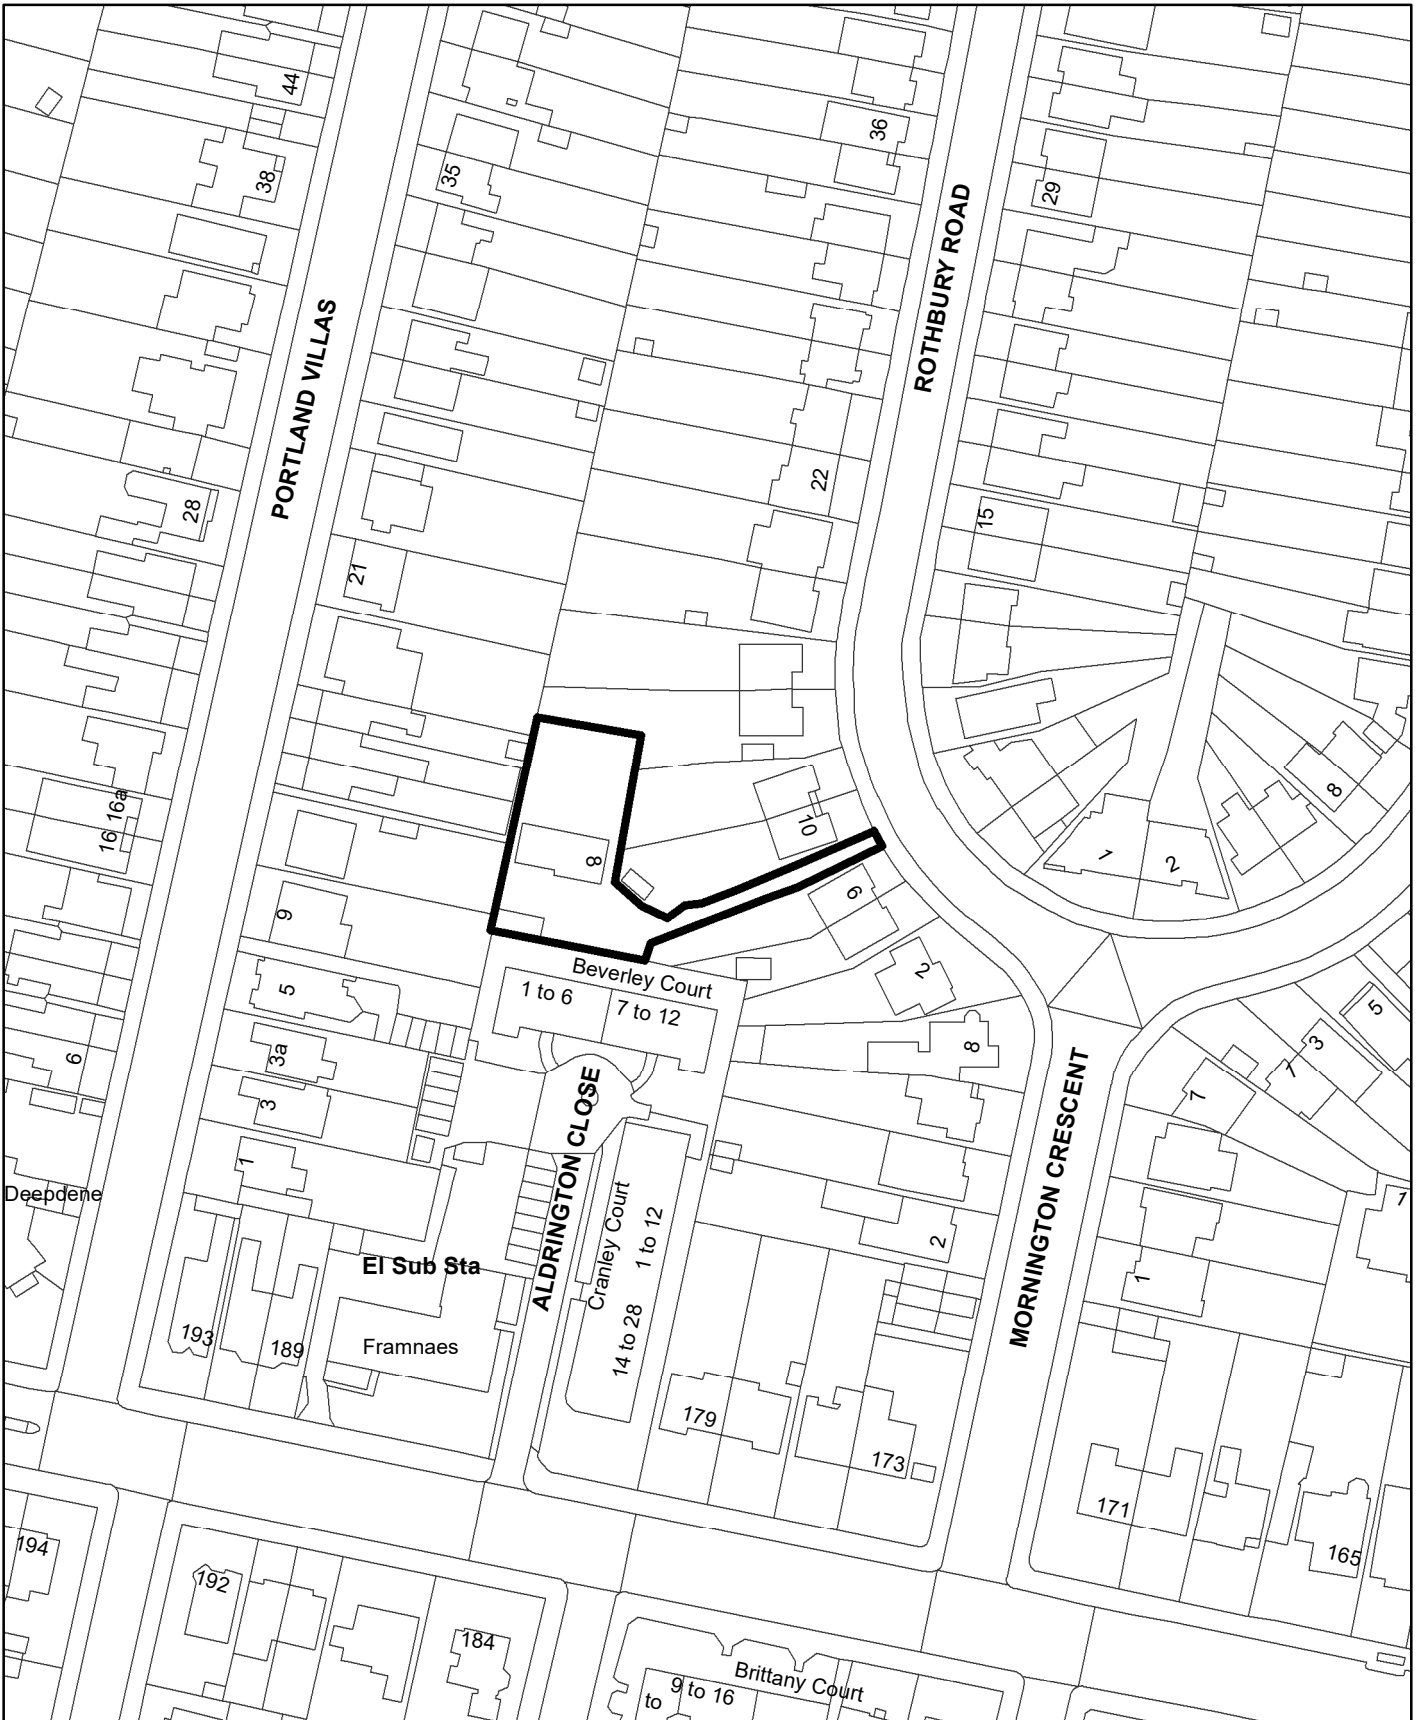 44
36
38
35
29
ROTHBURY ROAD
PORTLAND VILLAS
22
28
15
21
8
16a
16
10
8
1
2
6
9
2
Beverley Court
1 to 6
7 to 12
5
5
3a
8
3
6
1
7
3
ALDRINGTON CLOSE
MORNINGTON CRESCENT
1
Deepdene
Cranley Court
1 to 12
14 to 28
El Sub Sta
2
1
1
193
189
Framnaes
179
173
171
165
194
192
184
Brittany Court
9 to 16
to